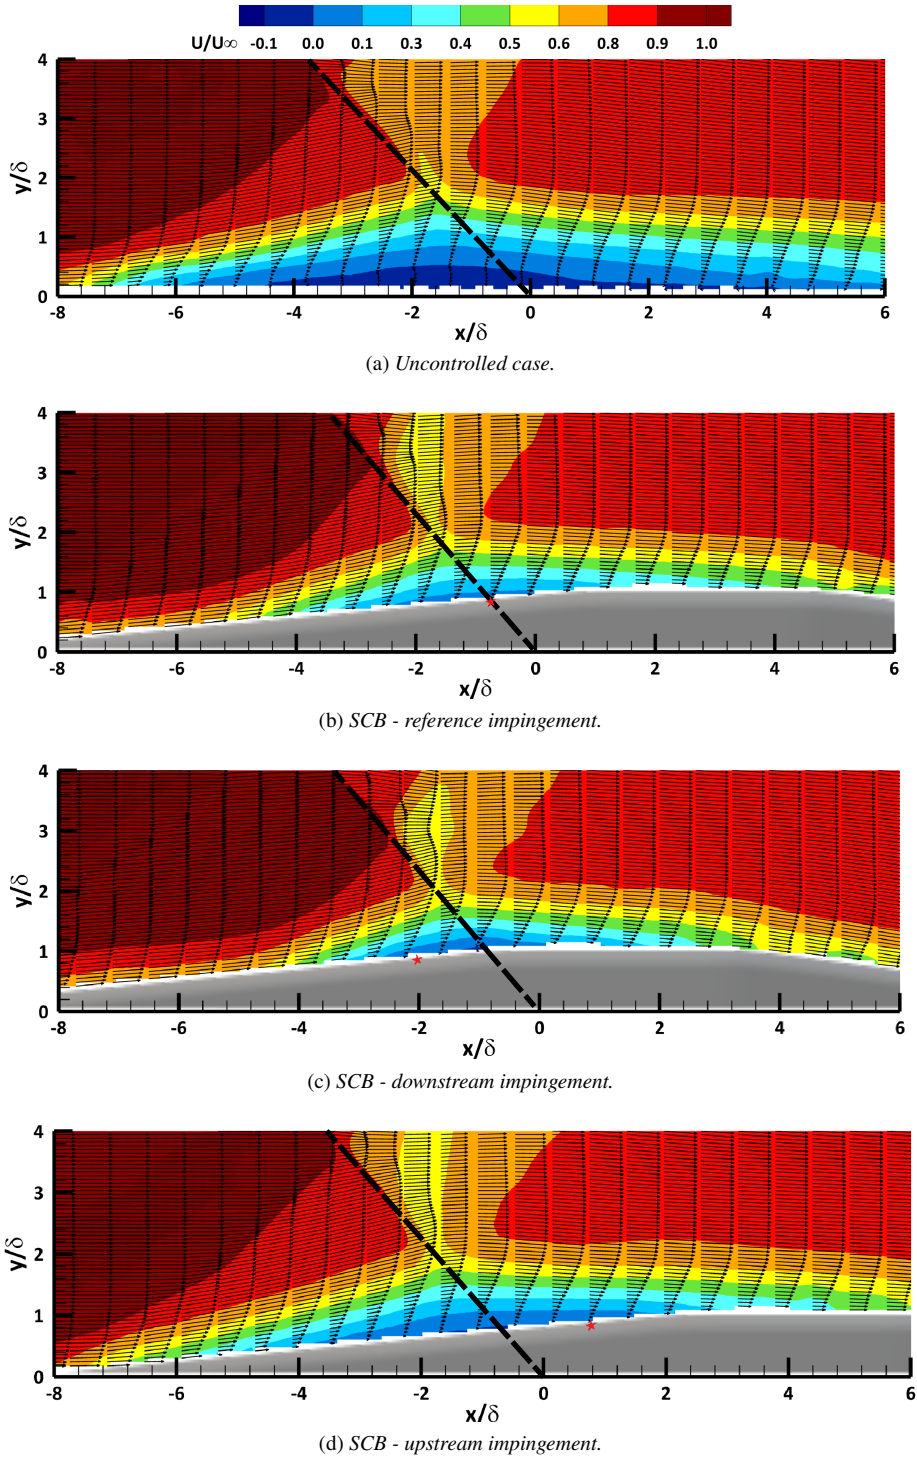 U/U∞ -0.1 0.0 0.1 0.3 0.4 0.5 0.6 0.8 0.9 1.0
4
3
2
1
0
y/δ
-8 -6 -4 -2 0 2 4 6
x/δ
(a) Uncontrolled case.
4
3
2
1
0
y/δ
-8 -6 -4 -2 0 2 4 6
x/δ
(b) SCB - reference impingement.
4
3
2
1
0
y/δ
-8 -6 -4 -2 0 2 4 6
x/δ
(c) SCB - downstream impingement.
4
3
2
1
0
y/δ
-8 -6 -4 -2 0 2 4 6
x/δ
(d) SCB - upstream impingement.